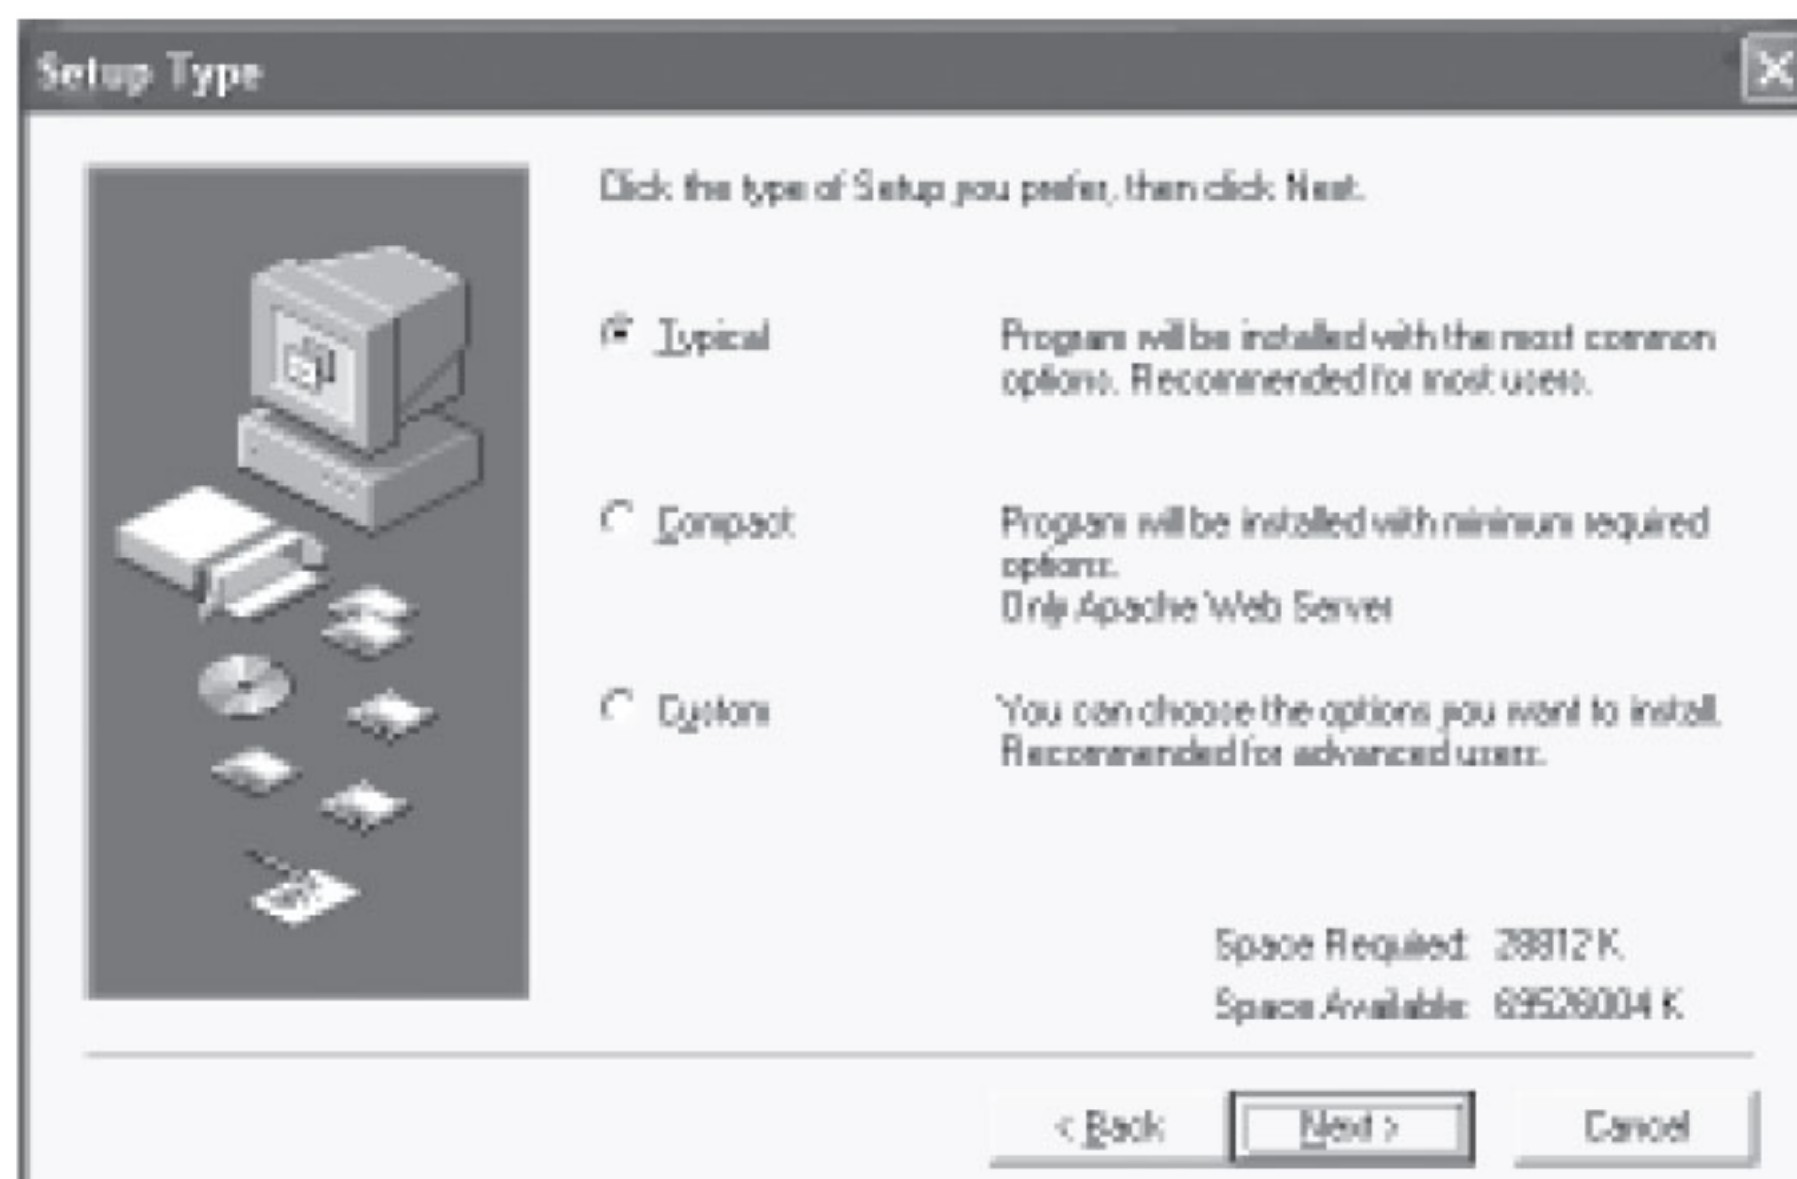 Setup Type
Click the type of Setup you prefer, then click Next.
Typical
Program will be installed with the most common
options. Recommended for most users.
Compact
Program will be installed with minimum required
options.
Only Apache Web Server
Custom
You can choose the options you want to install.
Recommended for advanced users.
Space Required: 28812 K
Space Available: 69526004 K
< Back
Next >
Cancel